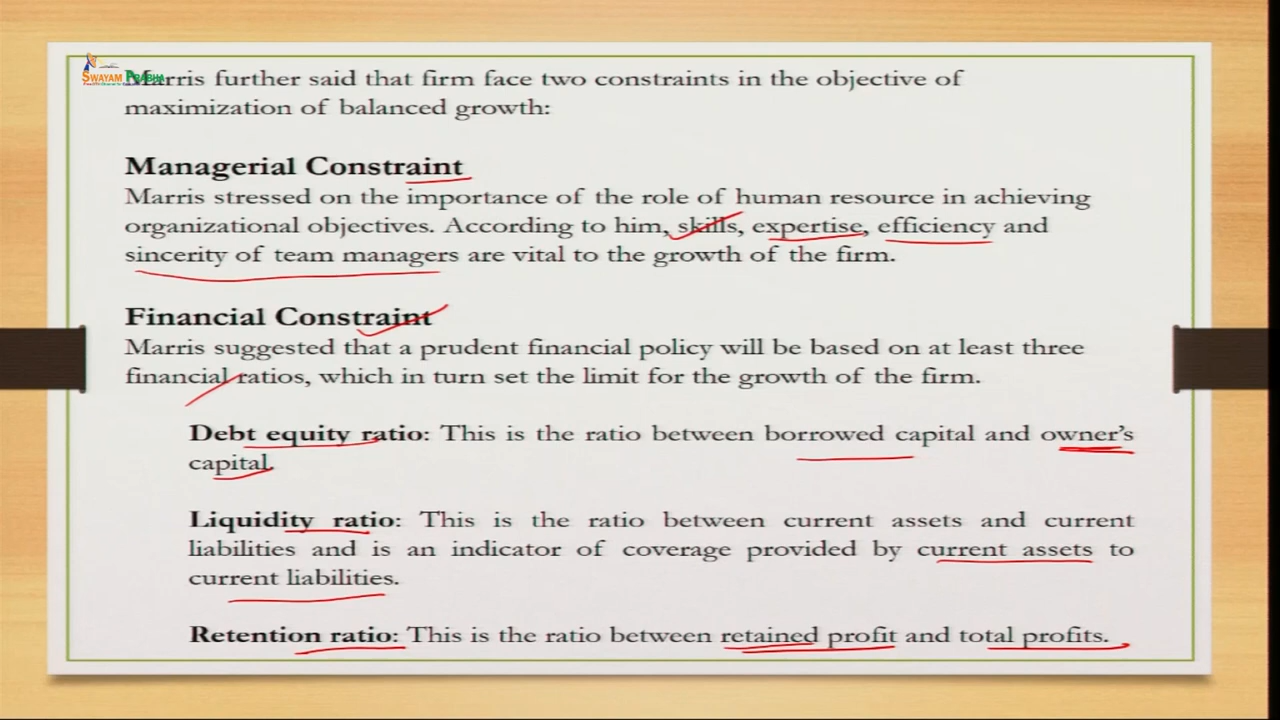 SWAYAM PRABHA
Marris further said that firm face two constraints in the objective of
maximization of balanced growth:
Managerial Constraint
Marris stressed on the importance of the role of human resource in achieving
organizational objectives. According to him, skills, expertise, efficiency and
sincerity of team managers are vital to the growth of the firm.
Financial Constraint
Marris suggested that a prudent financial policy will be based on at least three
financial ratios, which in turn set the limit for the growth of the firm.
Debt equity ratio: This is the ratio between borrowed capital and owner’s
capital.
Liquidity ratio: This is the ratio between current assets and current
liabilities and is an indicator of coverage provided by current assets to
current liabilities.
Retention ratio: This is the ratio between retained profit and total profits.